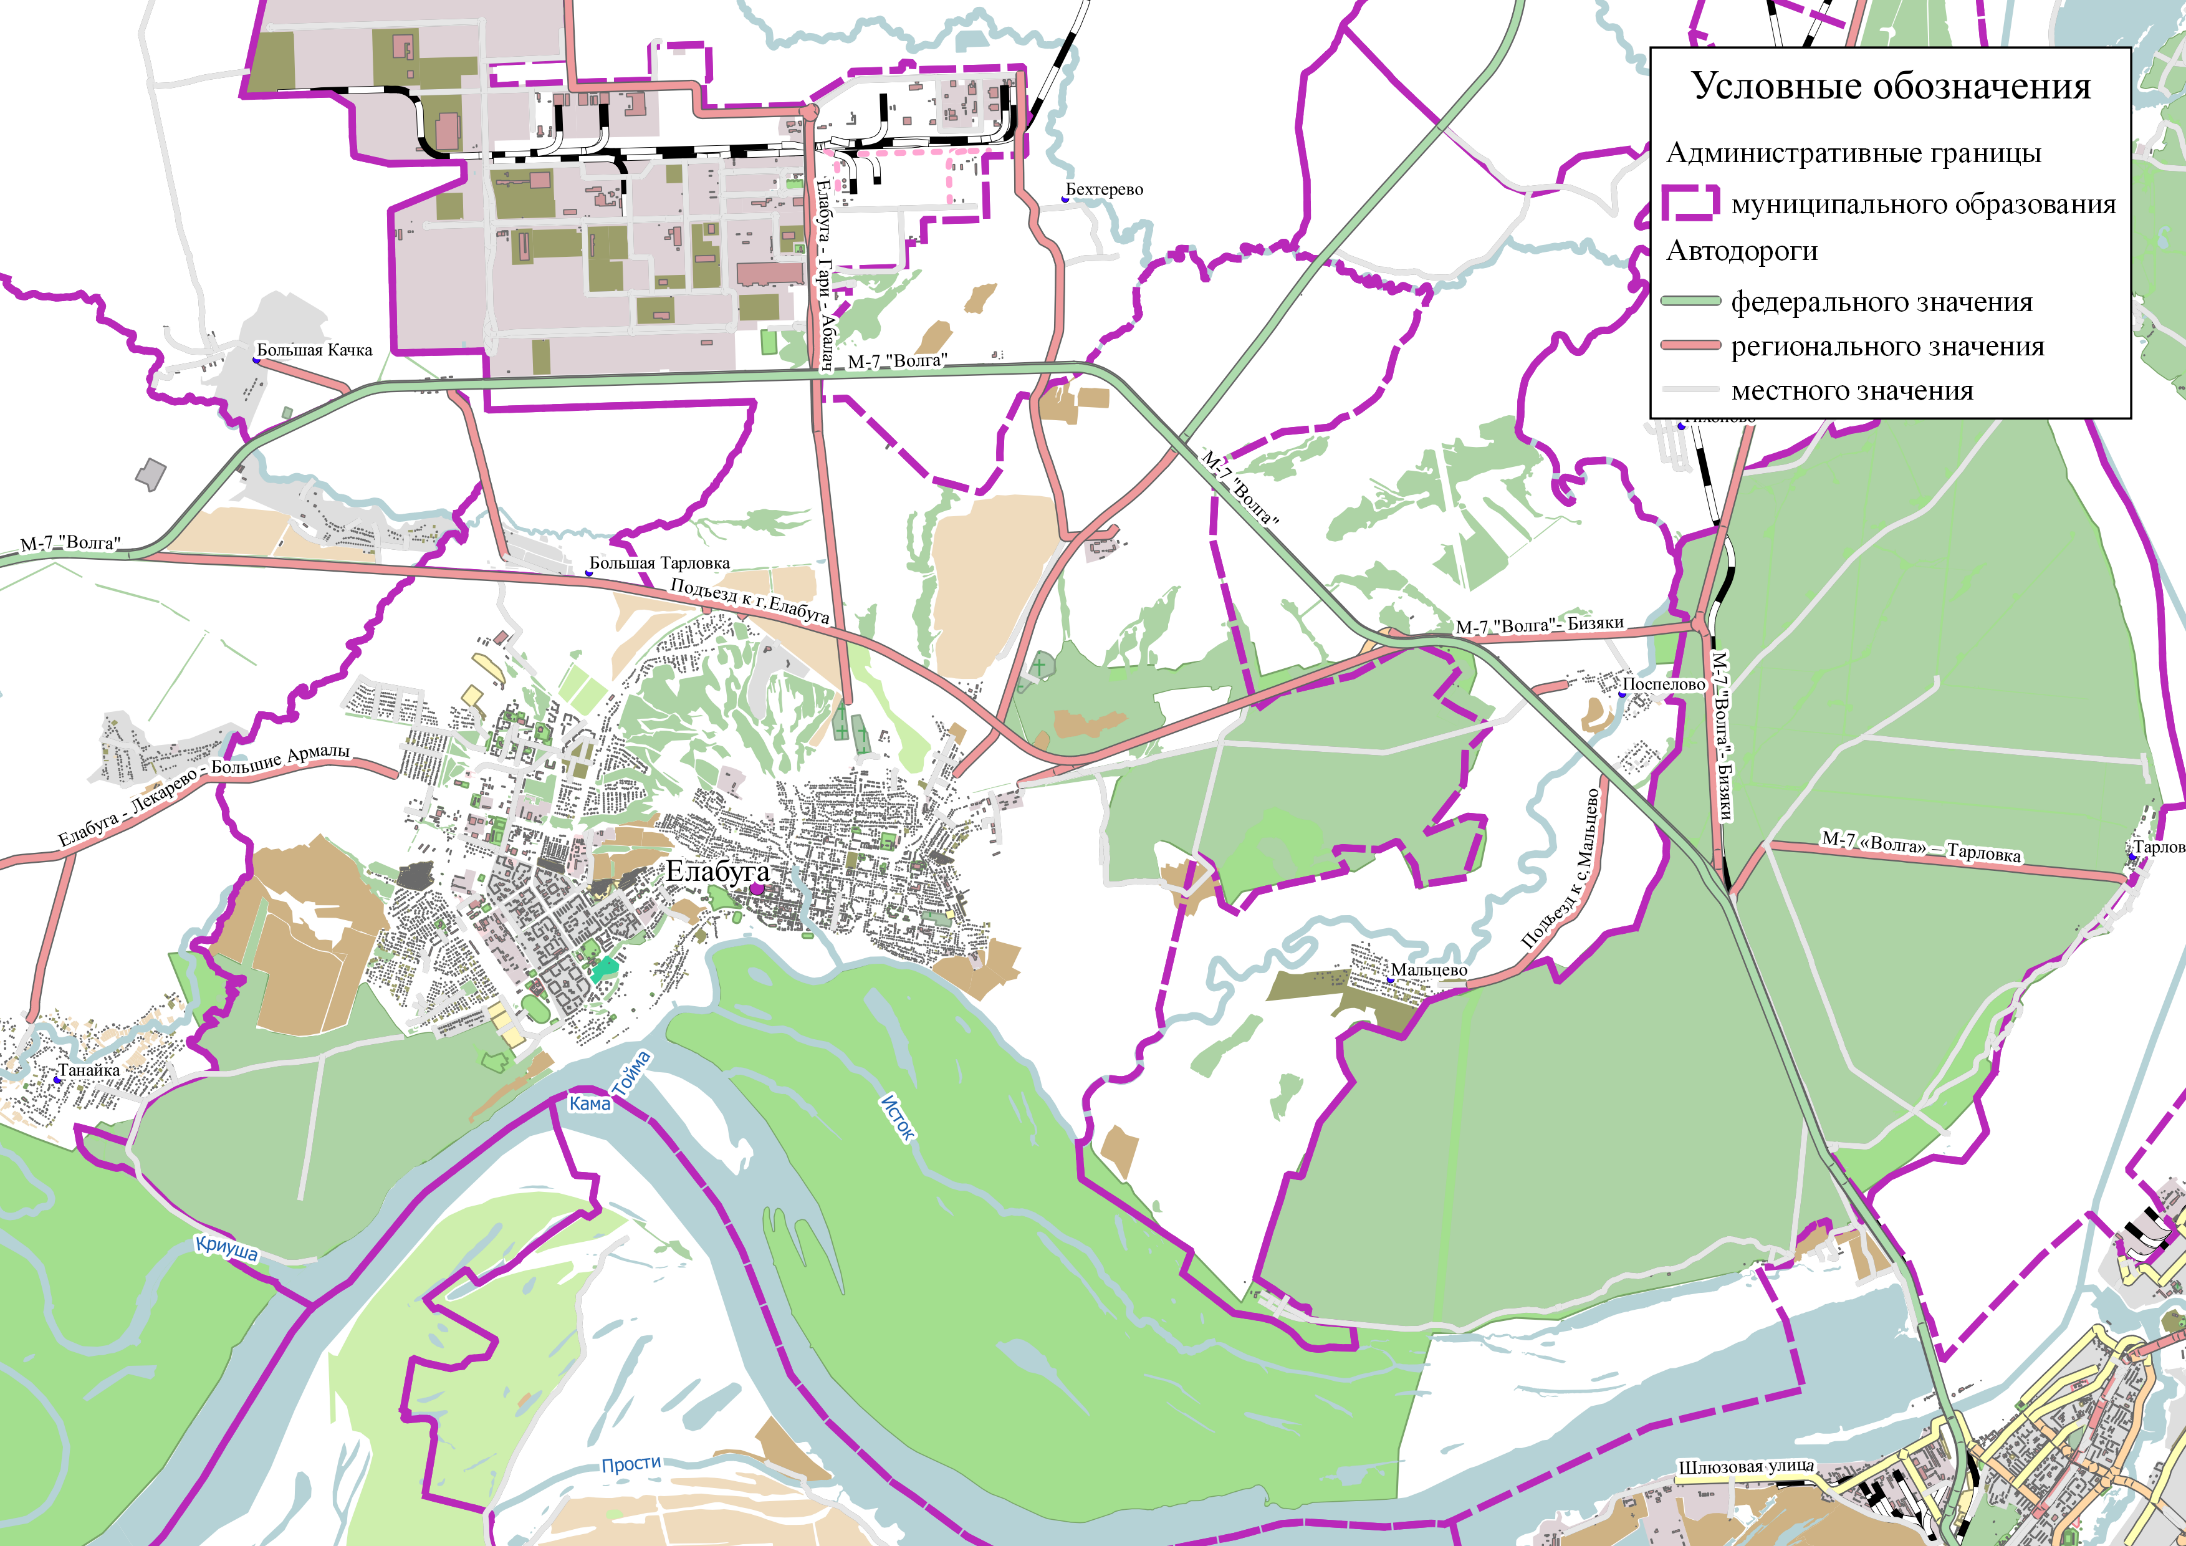 Условные обозначения
Административные границы
муниципального образования
Автодороги
федерального значения
регионального значения
местного значения
Бехтерево
Елабуга - Гари - Абалач
Большая Качка
М-7 "Волга"
М-7 "Волга"
М-7 "Волга"
Большая Тарловка
Подъезд к г.Елабуга
М-7 "Волга"- Бизяки
М-7 "Волга"- Бизяки
Поспелово
Елабуга - Лекарево - Большие Армалы
М-7 «Волга» – Тарловка
Тарлов
Подъезд к с.Мальцево
Елабуга
Мальцево
Танайка
Кама
Тойма
Исток
Криуша
Прости
Шлюзовая улица